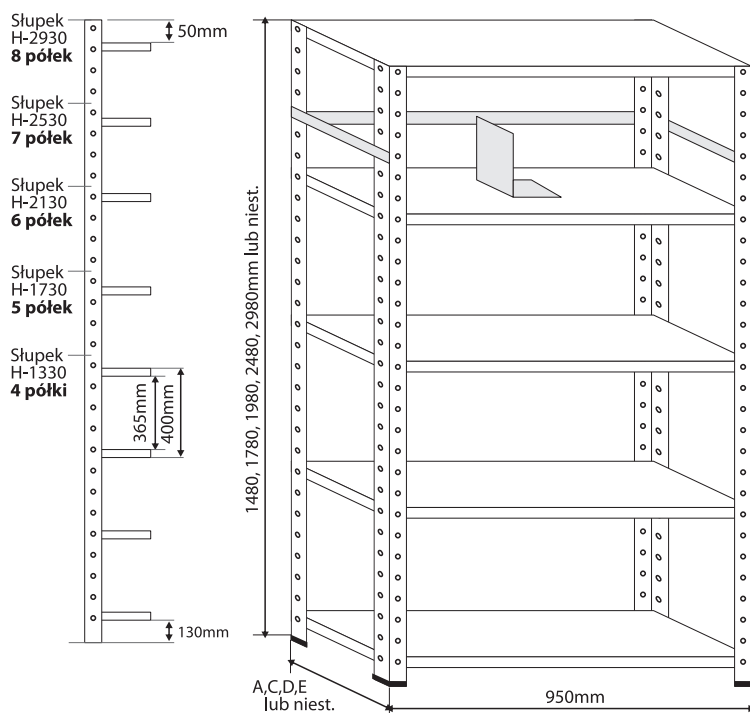 Słupek
H-2930
8 półek
Słupek
H-2530
7 półek
Słupek
H-2130
6 półek
Słupek
H-1730
5 półek
Słupek
H-1330
4 półki
50mm
365mm
400mm
130mm
1480, 1780, 1980, 2480, 2980mm lub niest.
A,C,D,E
lub niest.
950mm